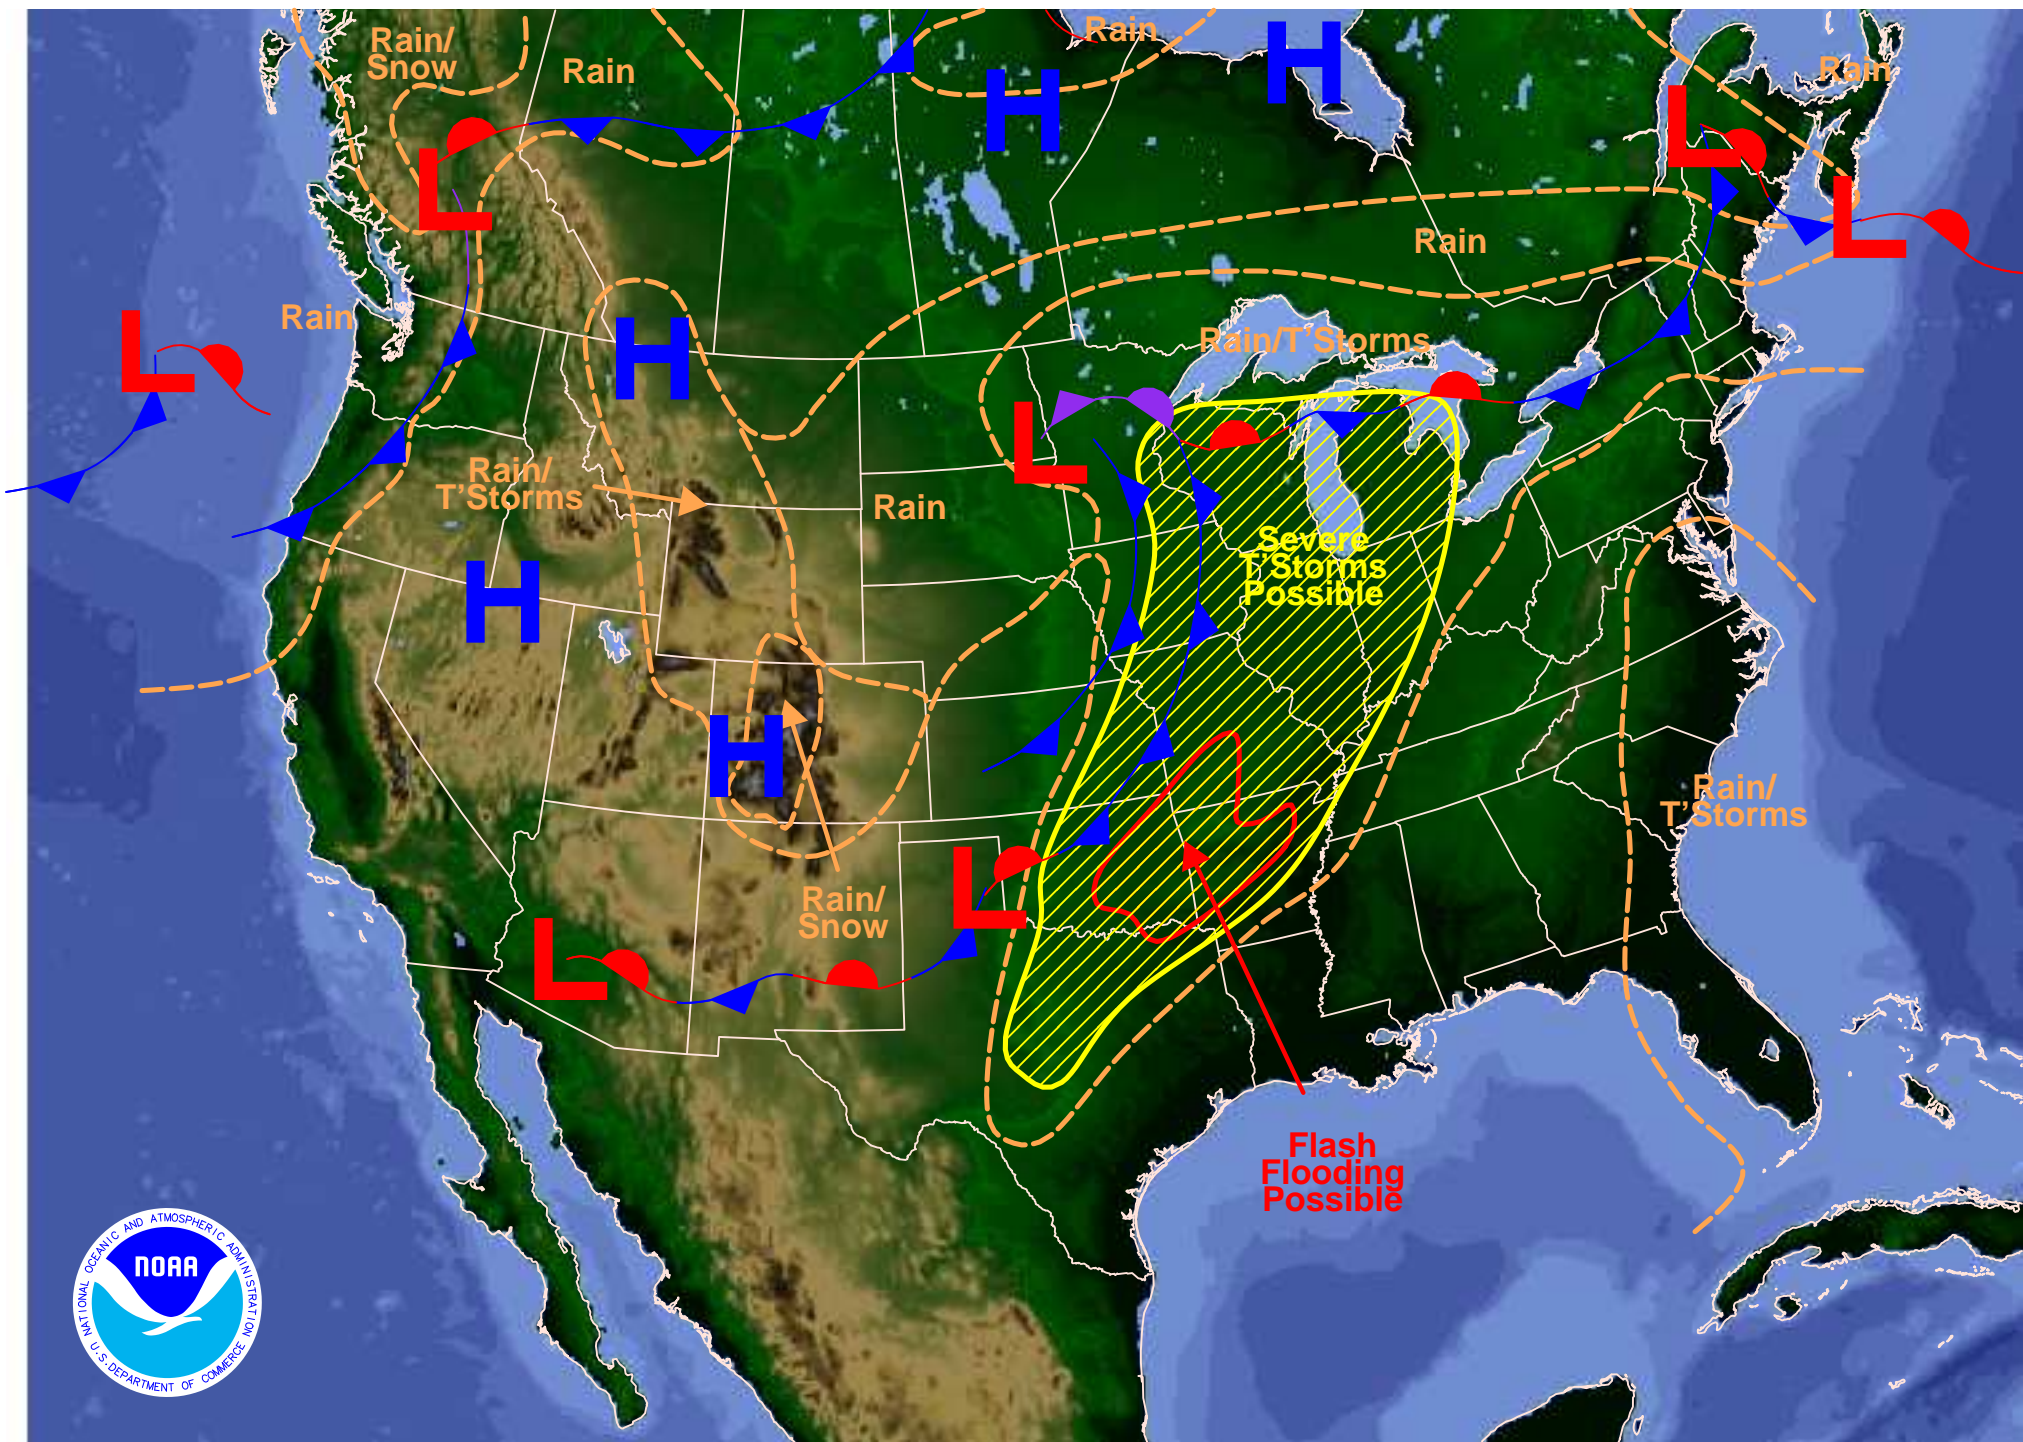 Rain/
Snow
Rain
Rain
H
H
Rain
L
L
L
Rain
Rain
L
H
Rain/T'Storms
L
Rain/
T'Storms
Rain
Severe
T'Storms
Possible
H
H
Rain/
T'Storms
L
Rain/
Snow
L
Flash
Flooding
Possible
NATIONAL OCEANIC AND ATMOSPHERIC ADMINISTRATION
NOAA
U.S. DEPARTMENT OF COMMERCE